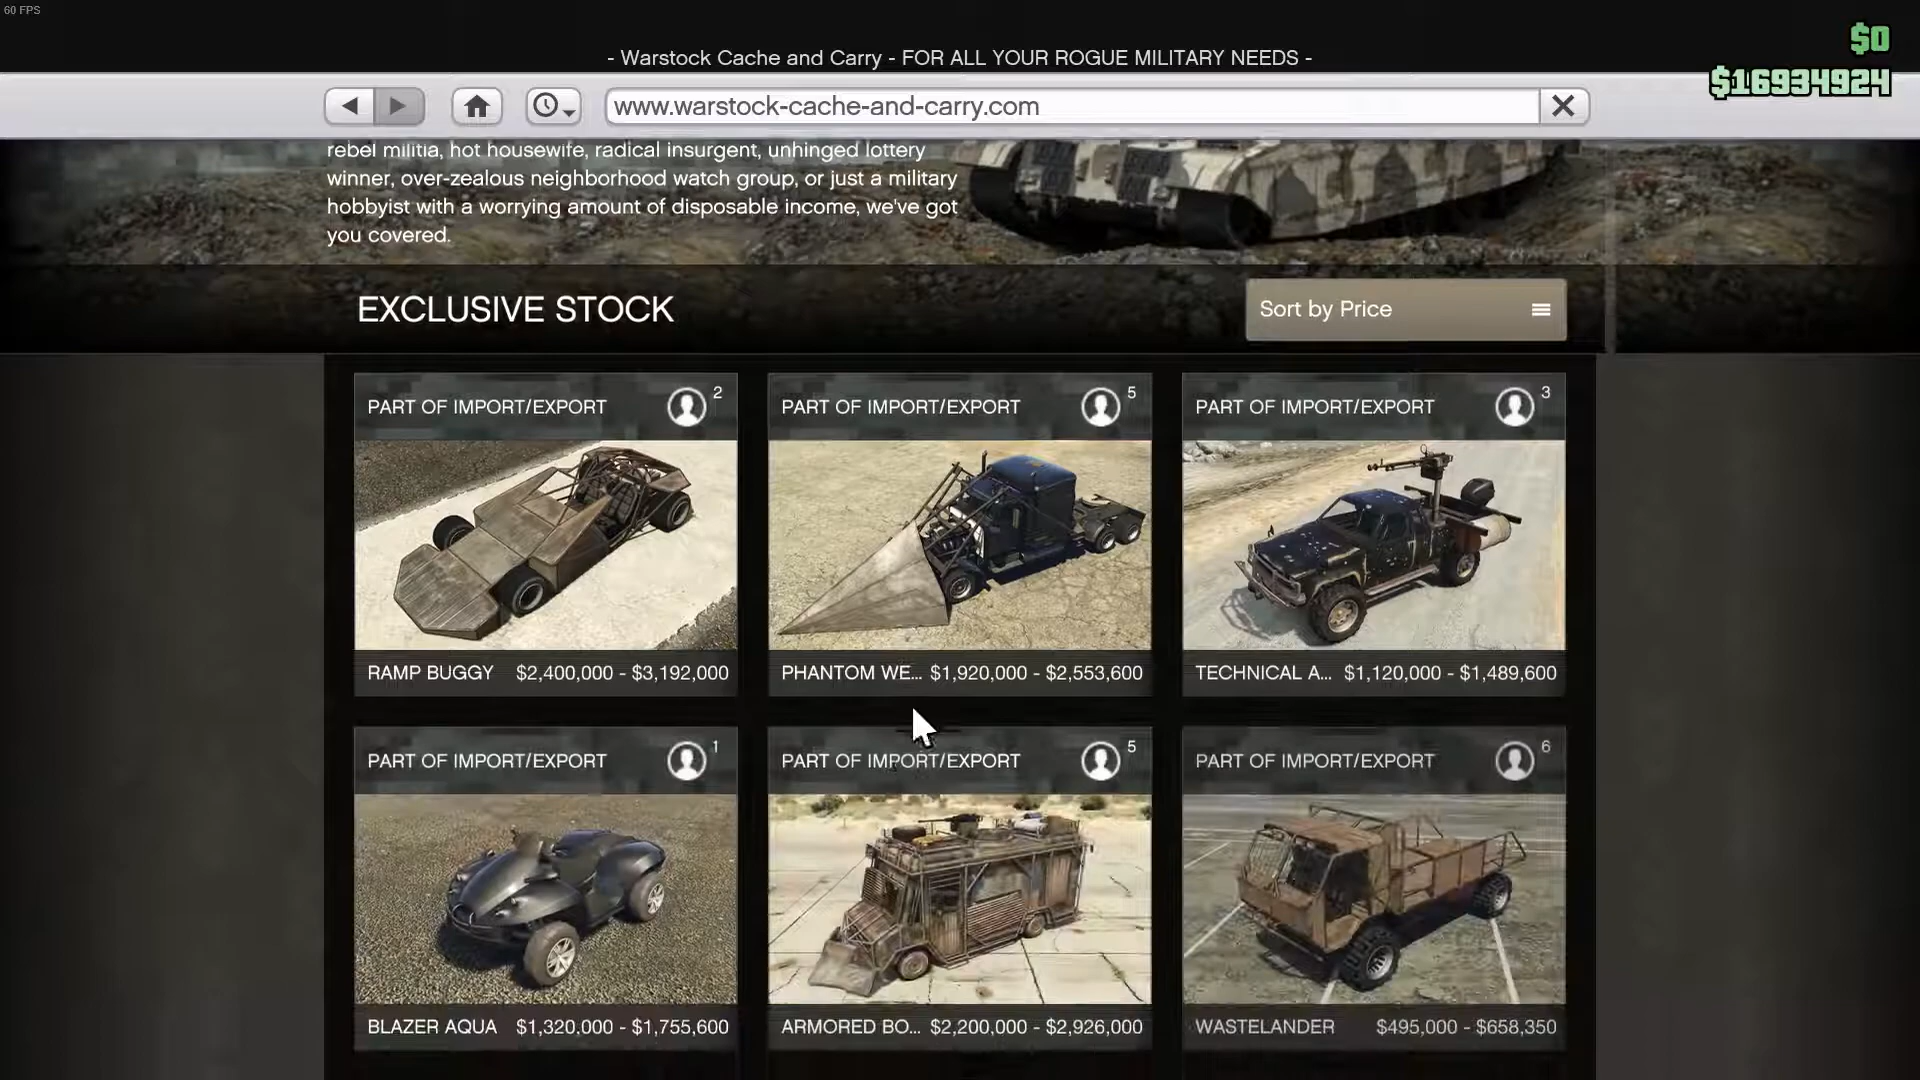 60 FPS
$0
- Warstock Cache and Carry - FOR ALL YOUR ROGUE MILITARY NEEDS -
$16934924
www.warstock-cache-and-carry.com
rebel militia, hot housewife, radical insurgent, unhinged lottery
winner, over-zealous neighborhood watch group, or just a military
hobbyist with a worrying amount of disposable income, we've got
you covered.
EXCLUSIVE STOCK
Sort by Price
PART OF IMPORT/EXPORT 2
PART OF IMPORT/EXPORT 5
PART OF IMPORT/EXPORT 3
RAMP BUGGY $2,400,000 - $3,192,000
PHANTOM WE... $1,920,000 - $2,553,600
TECHNICAL A... $1,120,000 - $1,489,600
PART OF IMPORT/EXPORT 1
PART OF IMPORT/EXPORT 5
PART OF IMPORT/EXPORT 6
BLAZER AQUA $1,320,000 - $1,755,600
ARMORED BO... $2,200,000 - $2,926,000
WASTELANDER $495,000 - $658,350